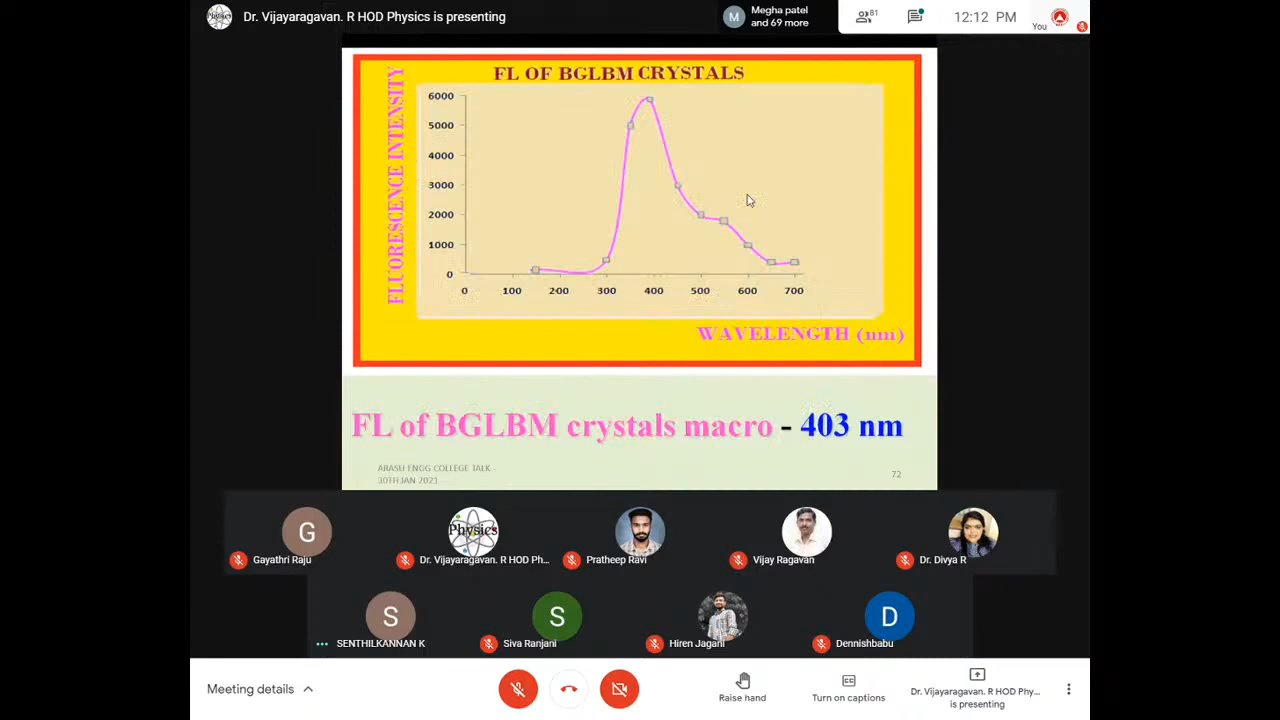 Dr. Vijayaragavan. R HOD Physics is presenting
M
Megha patel
and 69 more
81
12:12 PM
You
FL OF BGLBM CRYSTALS
FLUORESCENCE INTENSITY
6000
5000
4000
3000
2000
1000
0
0 100 200 300 400 500 600 700
WAVELENGTH (nm)
FL of BGLBM crystals macro - 403 nm
ARASU ENGG COLLEGE TALK -
30TH JAN 2021
72
G
Physics
D
Gayathri Raju
Dr. Vijayaragavan. R HOD Ph...
Pratheep Ravi
Vijay Ragavan
Dr. Divya R
S
S
SENTHILKANNAN K
Siva Ranjani
Hiren Jagani
Dennishbabu
Meeting details
Raise hand
Turn on captions
Dr. Vijayaragavan. R HOD Phy...
is presenting